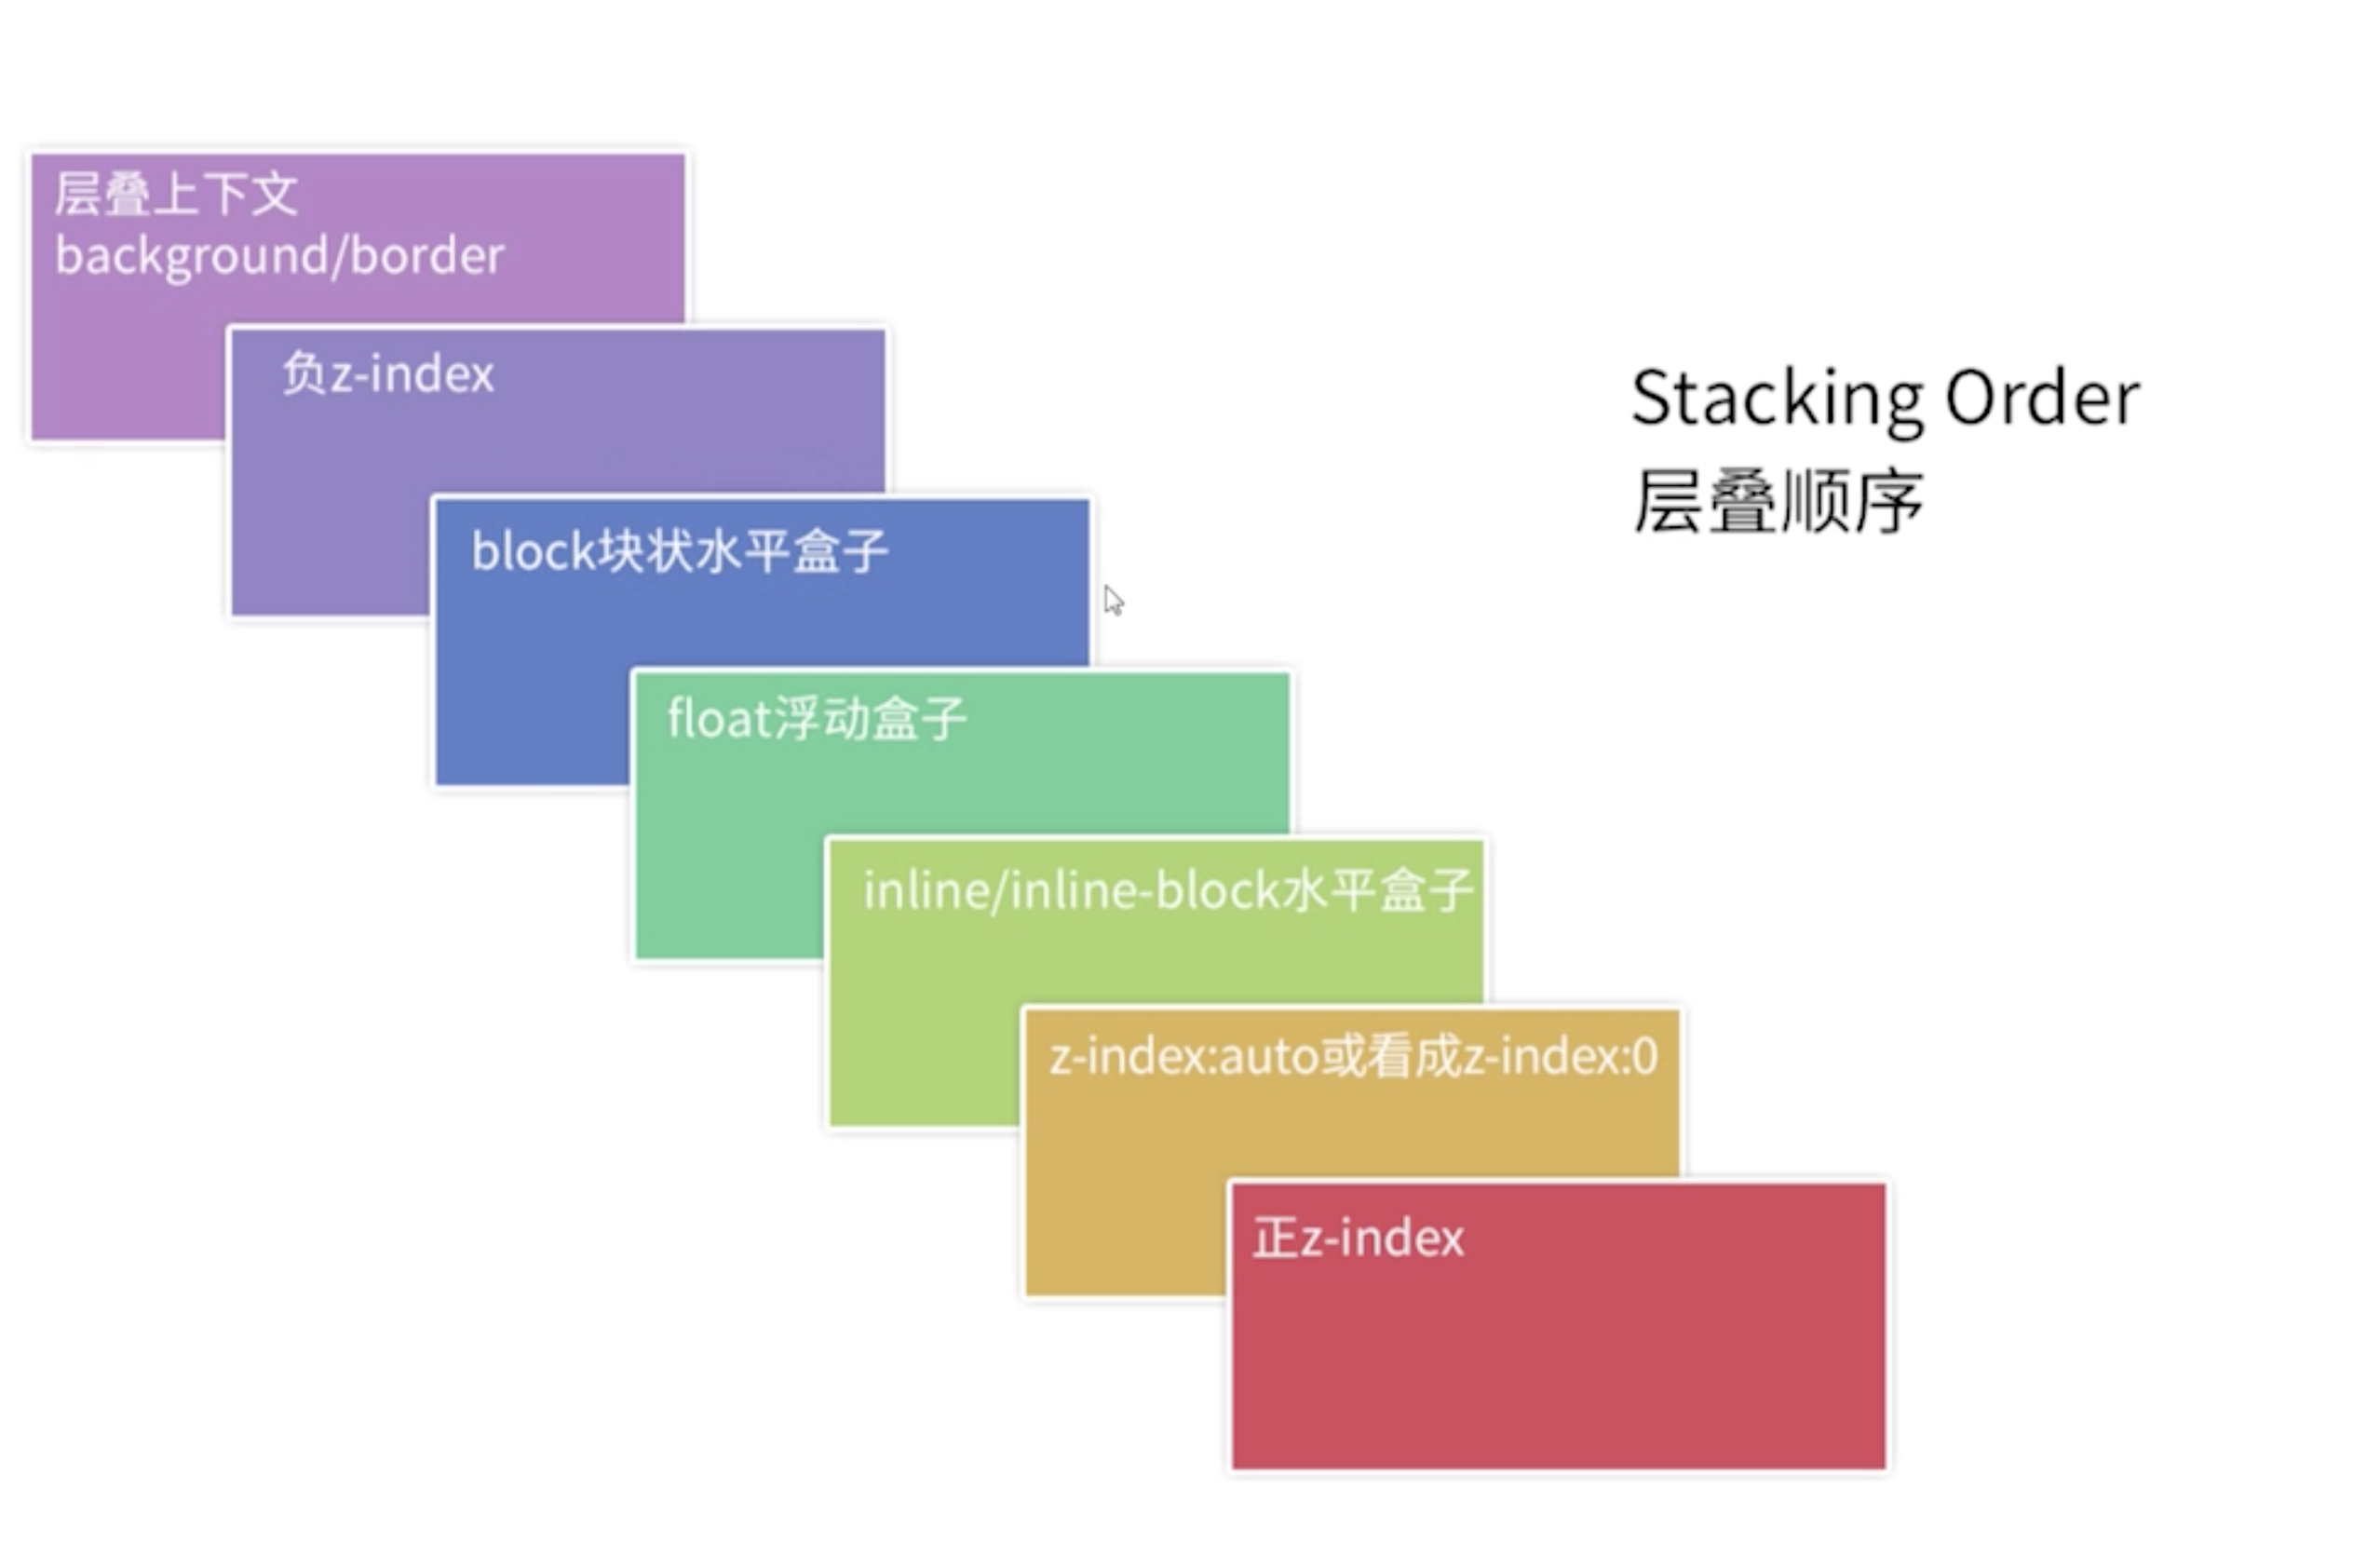 层叠上下文
background/border
负z-index
block块状水平盒子
float浮动盒子
inline/inline-block水平盒子
z-index:auto或看成z-index:0
正z-index
Stacking Order
层叠顺序